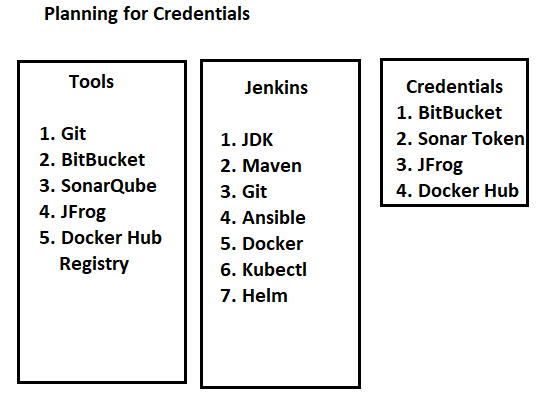 Planning for Credentials
Tools
1. Git
2. BitBucket
3. SonarQube
4. JFrog
5. Docker Hub
Registry
Jenkins
1. JDK
2. Maven
3. Git
4. Ansible
5. Docker
6. Kubectl
7. Helm
Credentials
1. BitBucket
2. Sonar Token
3. JFrog
4. Docker Hub